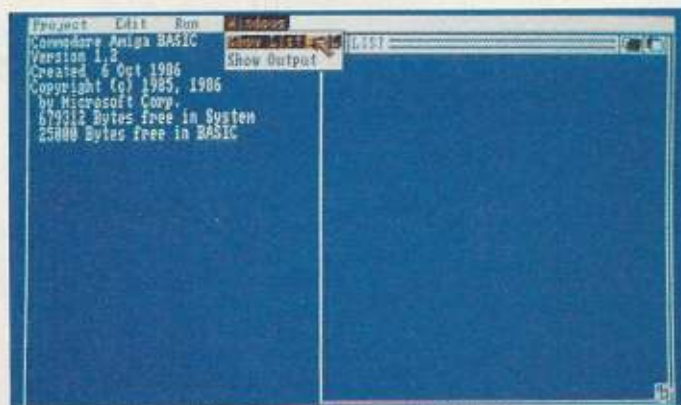 Project Edit Run Windows
Show List
Show Output
LIST
Commodore Amiga BASIC
Version 1.2
Created 6 Oct 1986
Copyright (c) 1985, 1986
by Microsoft Corp.
679312 Bytes free in System
25000 Bytes free in BASIC